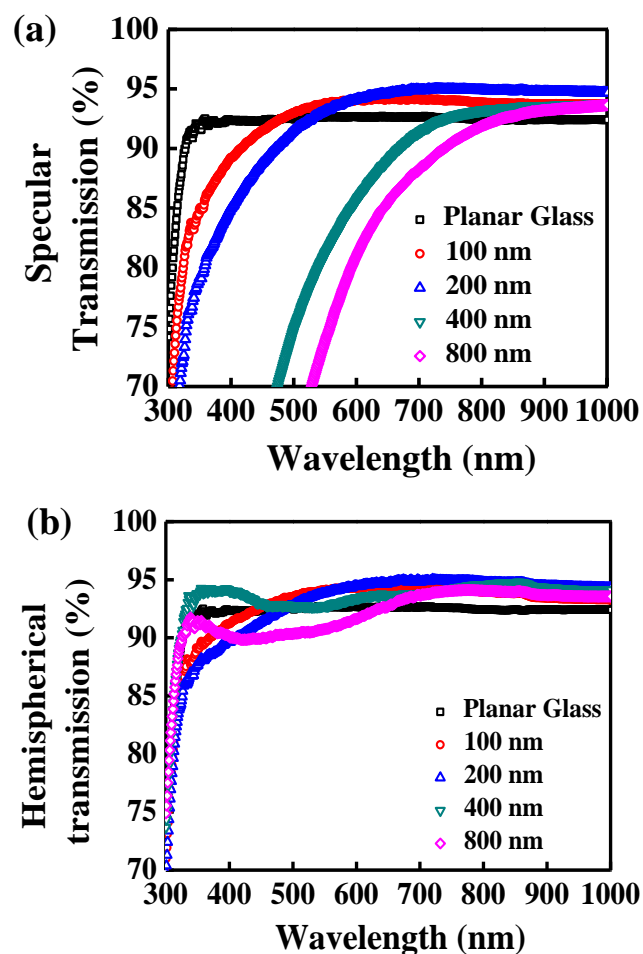 (a)
100
95
90
85
80
75
70
Specular
Transmission (%)
Planar Glass
100 nm
200 nm
400 nm
800 nm
300 400 500 600 700 800 900 1000
Wavelength (nm)
(b)
100
95
90
85
80
75
70
Hemispherical
transmission (%)
Planar Glass
100 nm
200 nm
400 nm
800 nm
300 400 500 600 700 800 900 1000
Wavelength (nm)